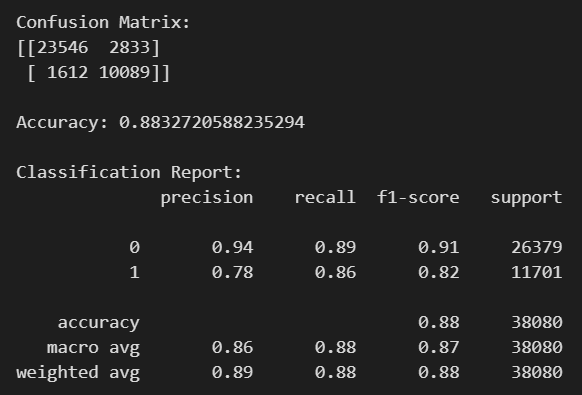 Confusion Matrix:
[[23546  2833]
 [ 1612 10089]]
Accuracy: 0.8832720588235294
Classification Report:
              precision    recall  f1-score   support
           0       0.94      0.89      0.91     26379
           1       0.78      0.86      0.82     11701
    accuracy                           0.88     38080
   macro avg       0.86      0.88      0.87     38080
weighted avg       0.89      0.88      0.88     38080